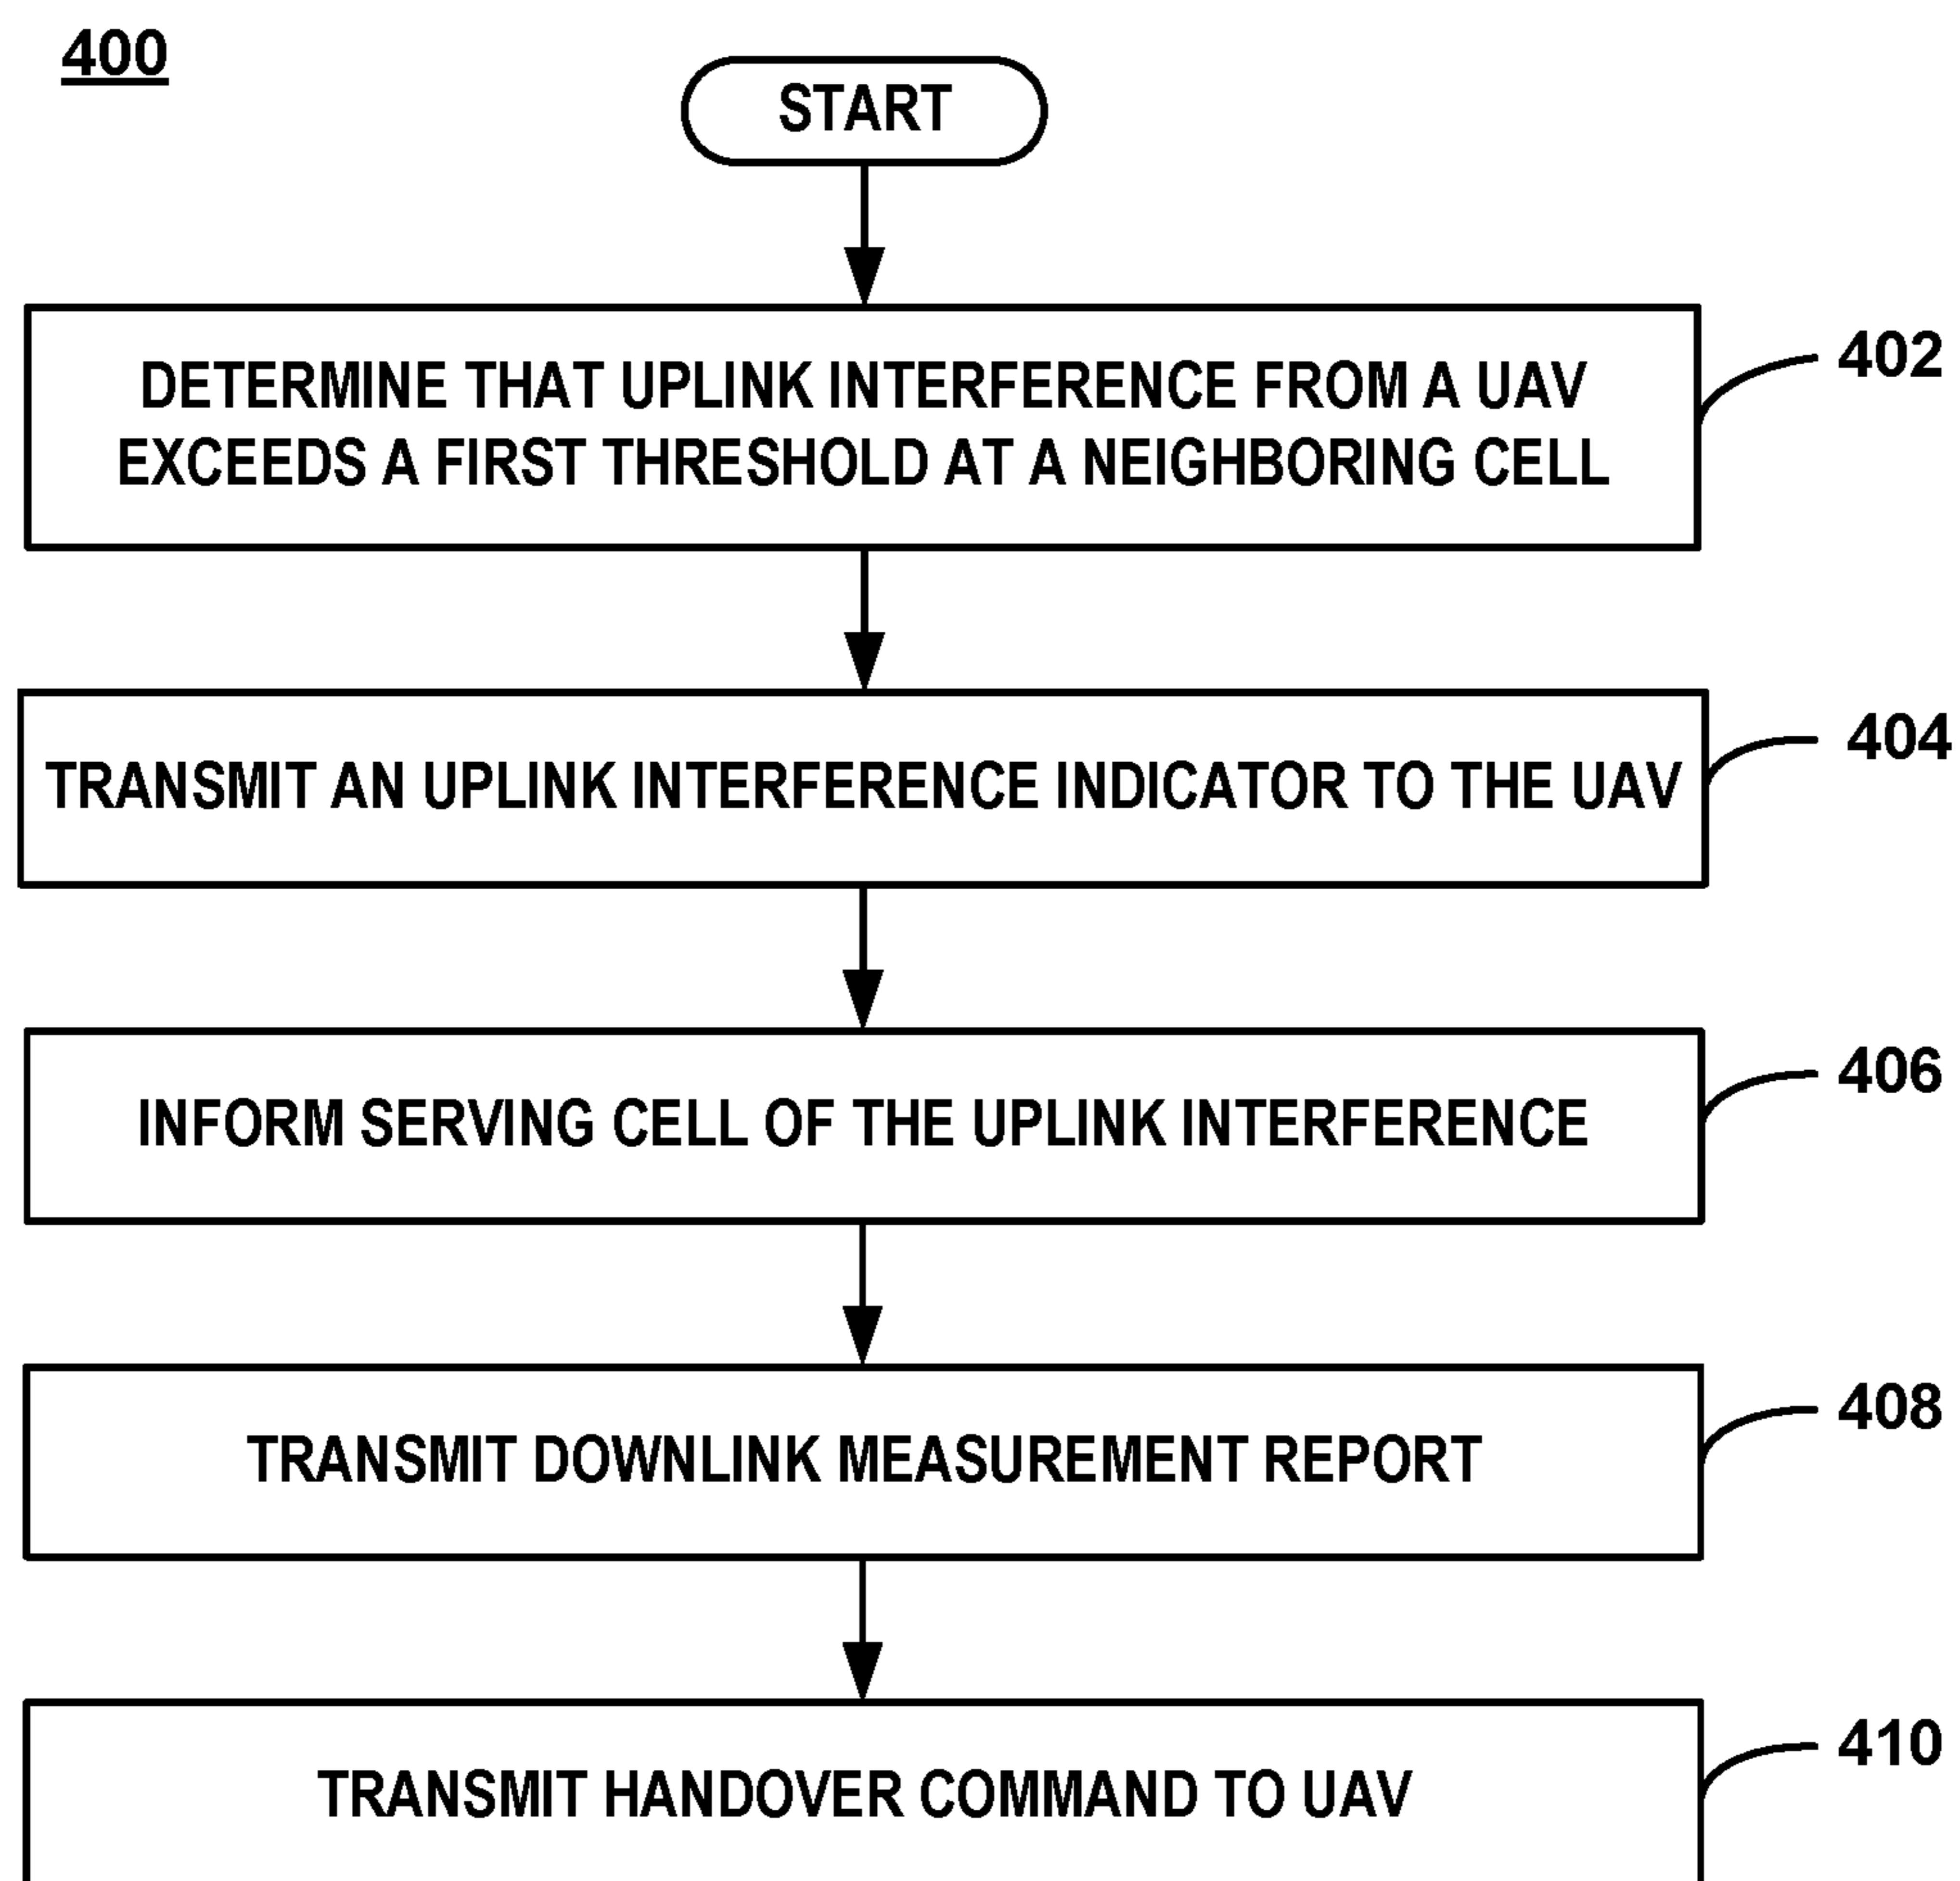 400
START
DETERMINE THAT UPLINK INTERFERENCE FROM A UAV
EXCEEDS A FIRST THRESHOLD AT A NEIGHBORING CELL
402
TRANSMIT AN UPLINK INTERFERENCE INDICATOR TO THE UAV
404
INFORM SERVING CELL OF THE UPLINK INTERFERENCE
406
TRANSMIT DOWNLINK MEASUREMENT REPORT
408
TRANSMIT HANDOVER COMMAND TO UAV
410